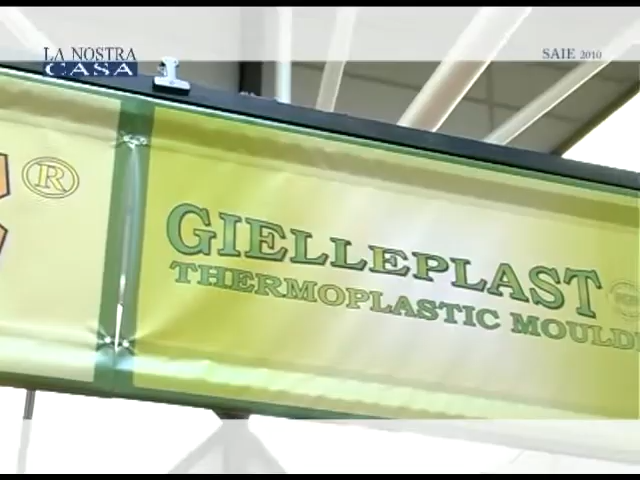 LA NOSTRA
CASA
SAIE 2010
®
GIELLEPLAST
THERMOPLASTIC MOULD